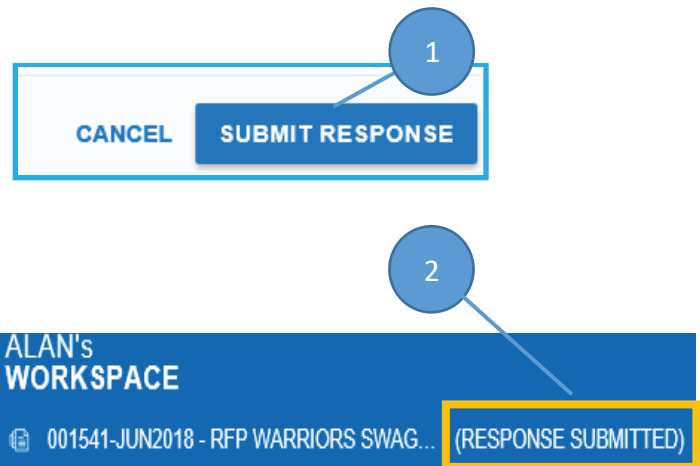 1
CANCEL SUBMIT RESPONSE
2
ALAN's
WORKSPACE
001541-JUN2018 - RFP WARRIORS SWAG... (RESPONSE SUBMITTED)